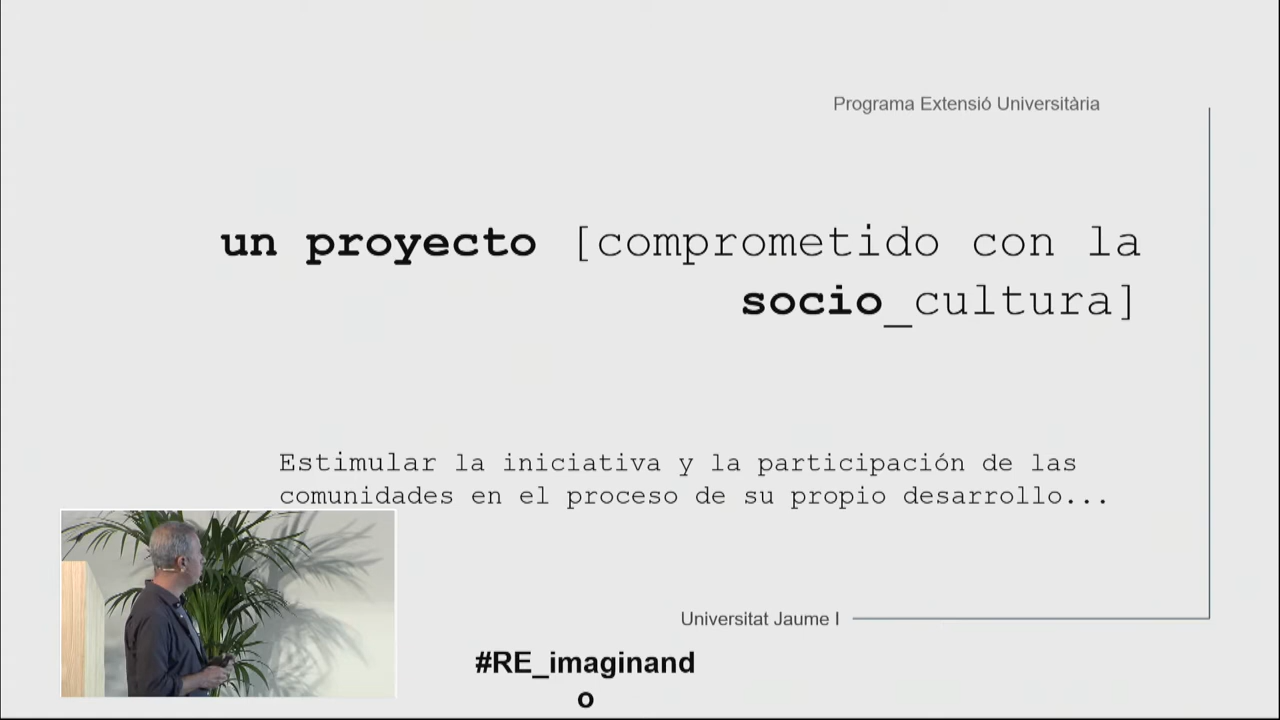 Programa Extensió Universitària
un proyecto [comprometido con la
socio_cultura]
Estimular la iniciativa y la participación de las
comunidades en el proceso de su propio desarrollo...
Universitat Jaume I
#RE_imaginand
o